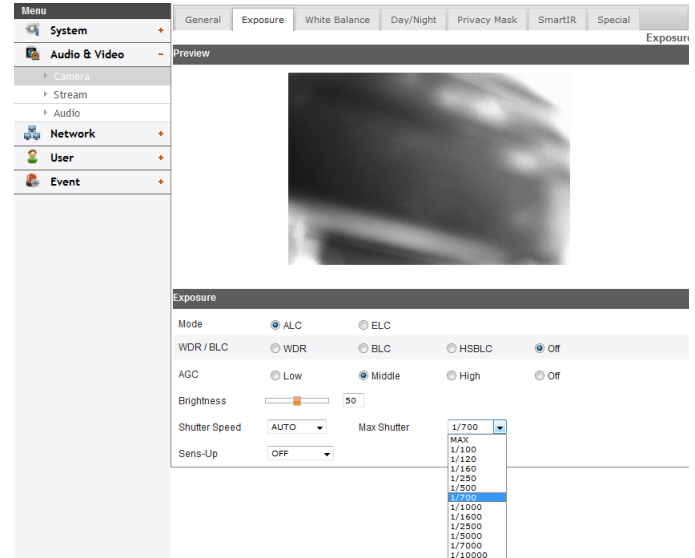 Menu
System +
Audio & Video -
Camera
Stream
Audio
Network +
User +
Event +
General Exposure White Balance Day/Night Privacy Mask SmartIR Special
Exposure
Preview
Exposure
Mode ALC ELC
WDR / BLC WDR BLC HSBLC Off
AGC Low Middle High Off
Brightness 50
Shutter Speed AUTO Max Shutter 1/700
Sens-Up OFF
MAX
1/100
1/120
1/160
1/250
1/500
1/700
1/1000
1/1600
1/2500
1/5000
1/7000
1/10000